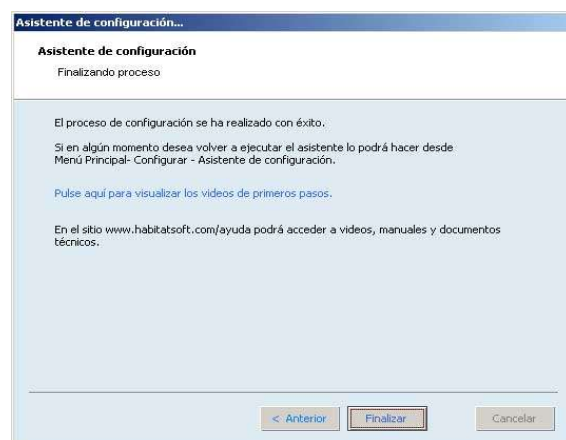 Asistente de configuración...
Asistente de configuración
Finalizando proceso
El proceso de configuración se ha realizado con éxito.
Si en algún momento desea volver a ejecutar el asistente lo podrá hacer desde
Menú Principal- Configurar - Asistente de configuración.
Pulse aquí para visualizar los videos de primeros pasos.
En el sitio www.habitatsoft.com/ayuda podrá acceder a videos, manuales y documentos
técnicos.
< Anterior
Finalizar
Cancelar